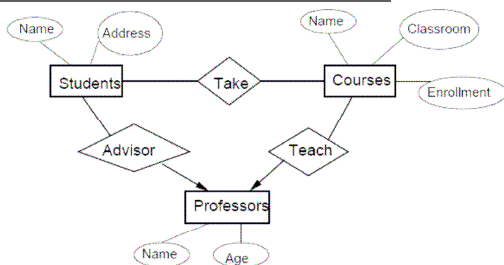 Name
Address
Name
Classroom
Students
Take
Courses
Enrollment
Advisor
Teach
Professors
Name
Age